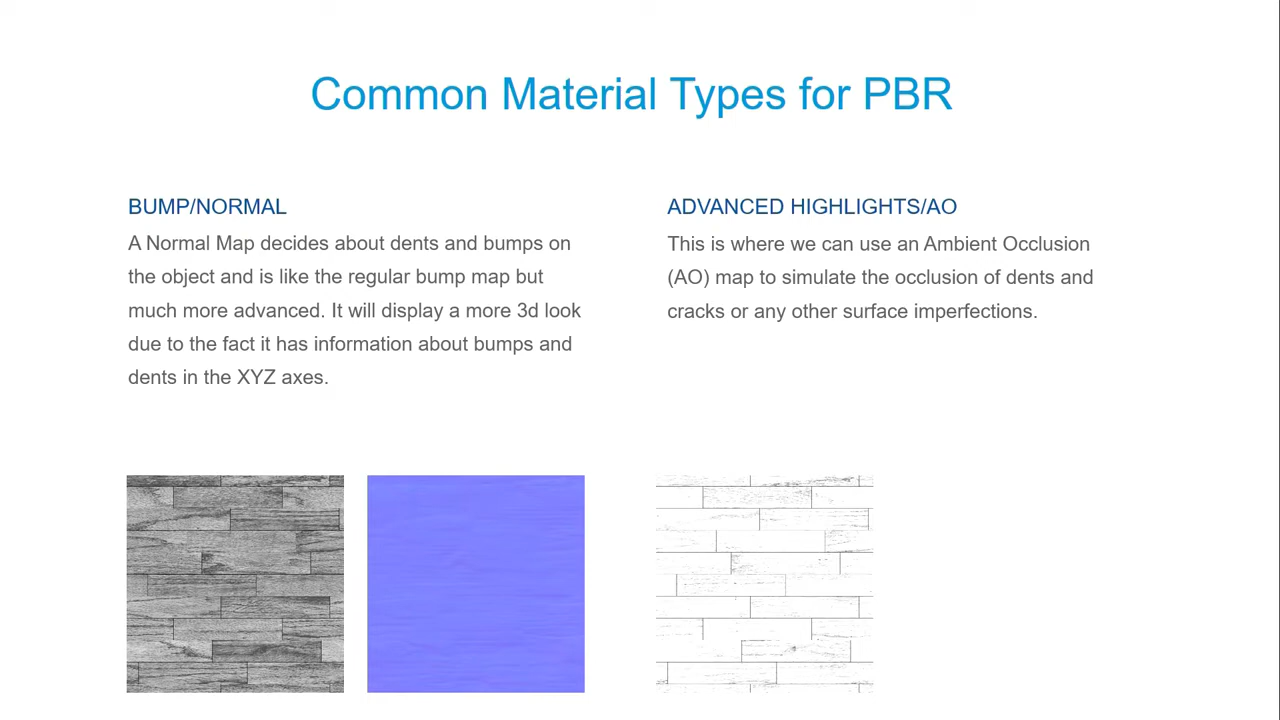 Common Material Types for PBR
BUMP/NORMAL
A Normal Map decides about dents and bumps on
the object and is like the regular bump map but
much more advanced. It will display a more 3d look
due to the fact it has information about bumps and
dents in the XYZ axes.
ADVANCED HIGHLIGHTS/AO
This is where we can use an Ambient Occlusion
(AO) map to simulate the occlusion of dents and
cracks or any other surface imperfections.